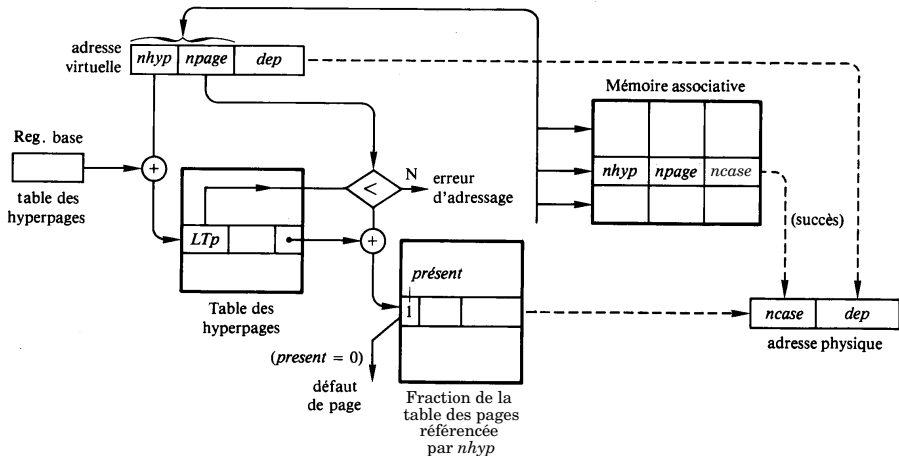 adresse
virtuelle
nhyp npage dep
Mémoire associative
Reg. base
+
table des
hyperpages
<
N
erreur
d'adressage
nhyp npage ncase
(succès)
LTp
+
Table des
hyperpages
présent
1
(present = 0)
défaut
de page
ncase dep
adresse physique
Fraction de la
table des pages
référencée
par nhyp